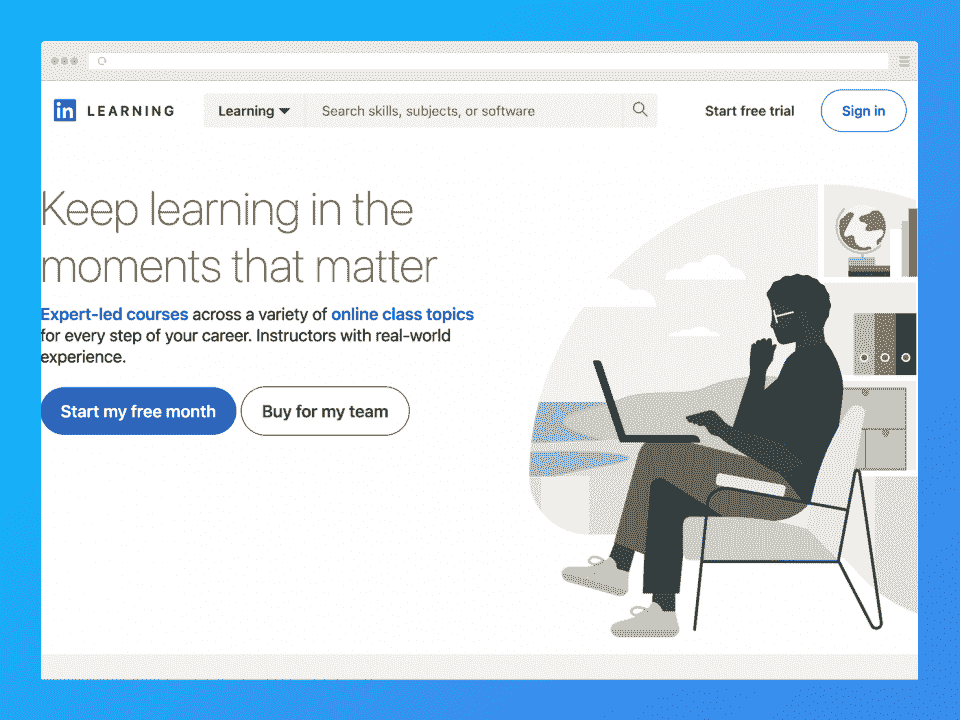 in LEARNING
Learning
Search skills, subjects, or software
Start free trial
Sign in
Keep learning in the
moments that matter
Expert-led courses across a variety of online class topics
for every step of your career. Instructors with real-world
experience.
Start my free month
Buy for my team